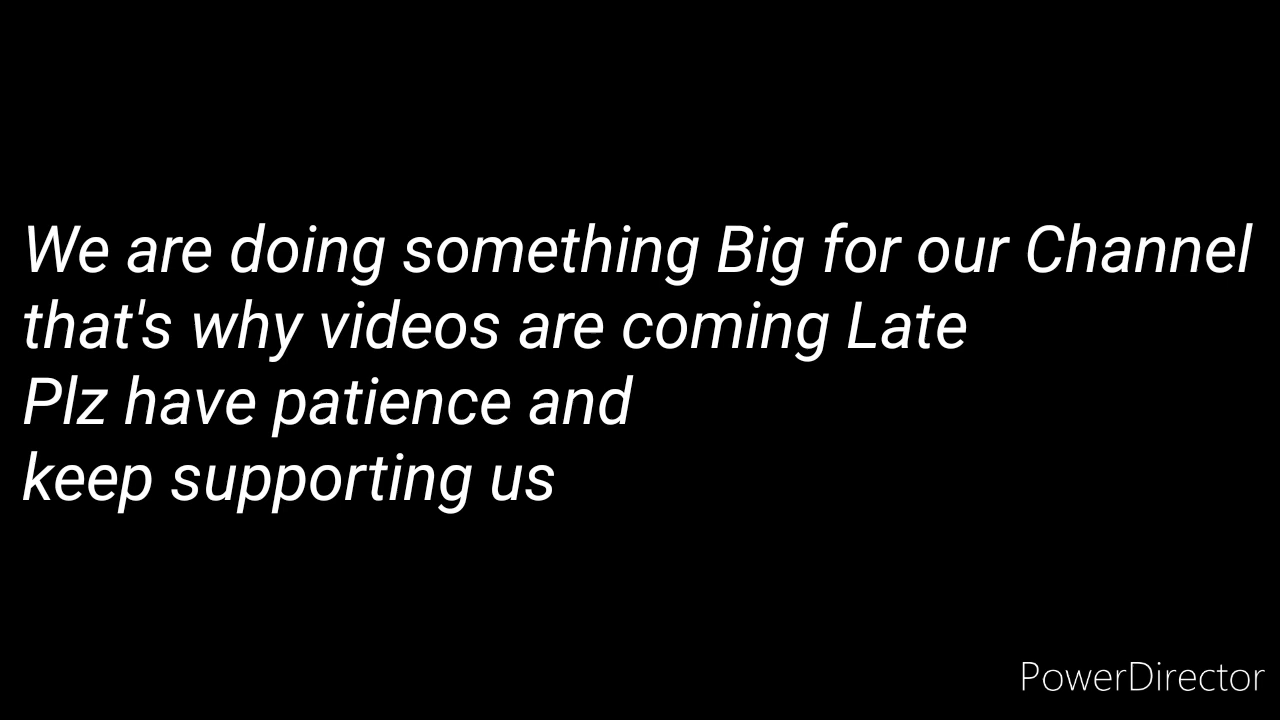 We are doing something Big for our Channel
that's why videos are coming Late
Plz have patience and
keep supporting us
PowerDirector